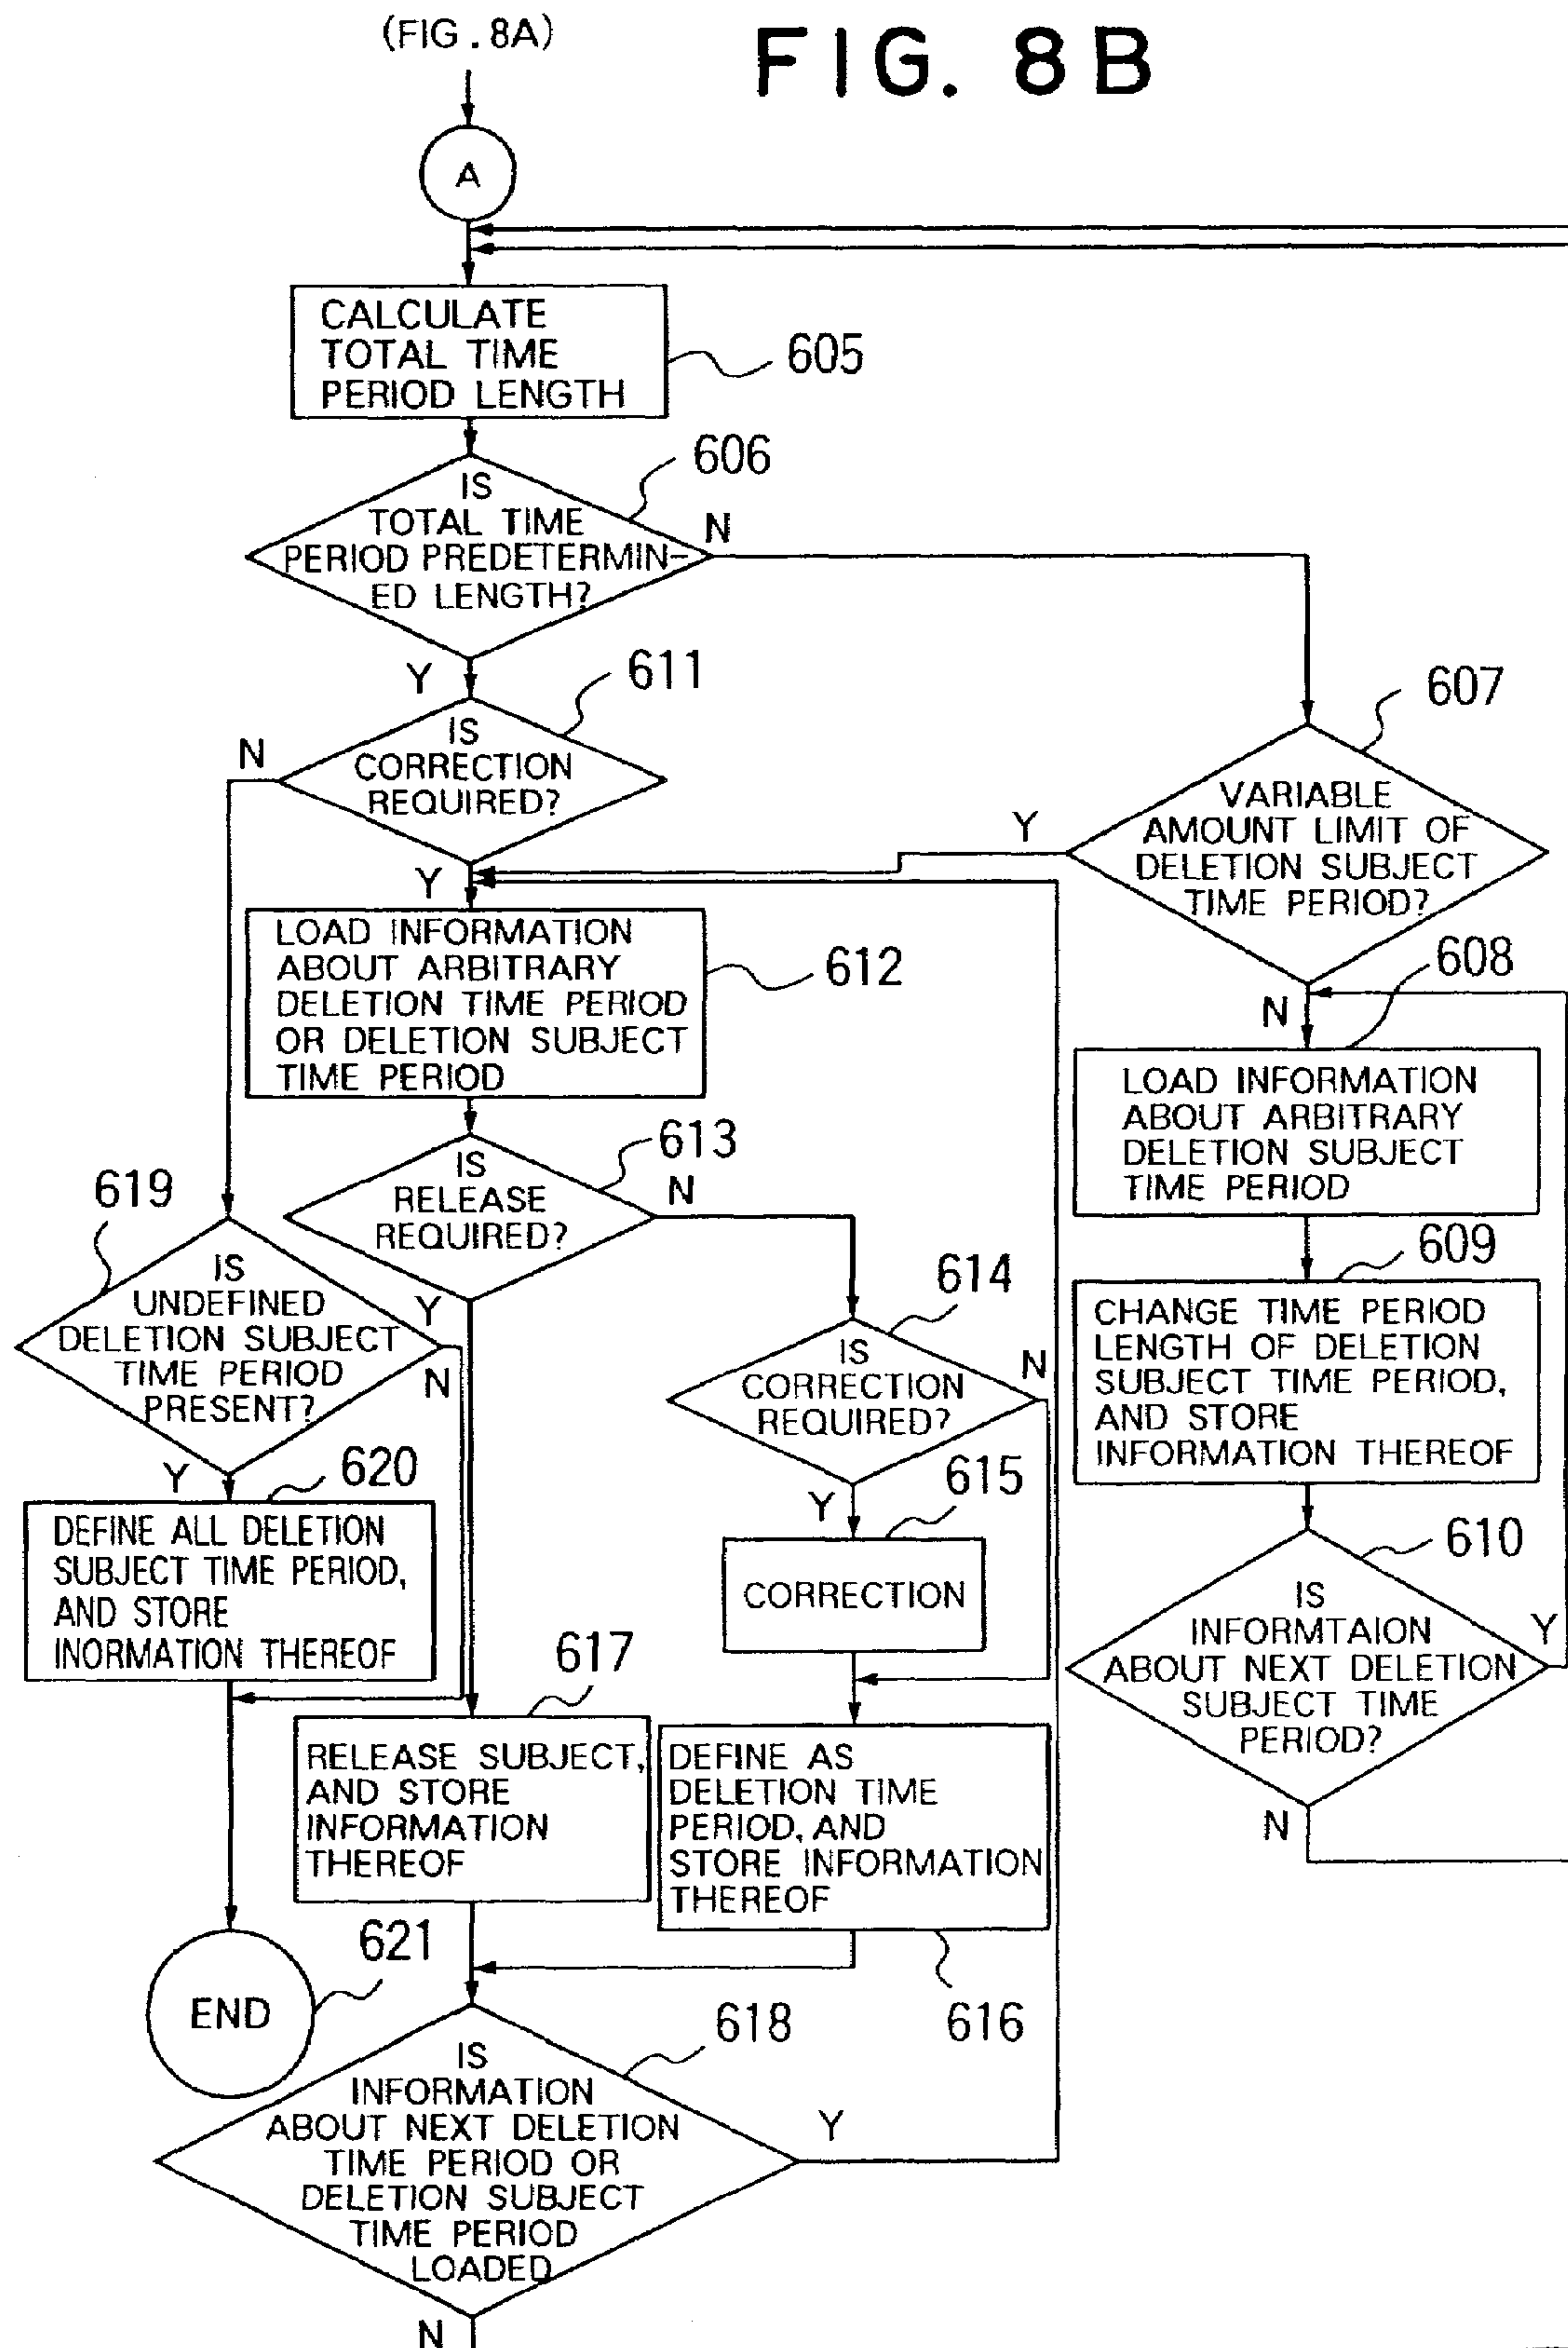 (FIG. 8A)
FIG. 8B
A
CALCULATE
TOTAL TIME
PERIOD LENGTH
605
606
IS
TOTAL TIME
PERIOD PREDETERMIN-
ED LENGTH?
N
Y
611
IS
CORRECTION
REQUIRED?
N
Y
607
VARIABLE
AMOUNT LIMIT OF
DELETION SUBJECT
TIME PERIOD?
Y
N
LOAD INFORMATION
ABOUT ARBITRARY
DELETION TIME PERIOD
OR DELETION SUBJECT
TIME PERIOD
612
608
LOAD INFORMATION
ABOUT ARBITRARY
DELETION SUBJECT
TIME PERIOD
613
IS
RELEASE
REQUIRED?
N
Y
619
IS
UNDEFINED
DELETION SUBJECT
TIME PERIOD
PRESENT?
N
Y
609
CHANGE TIME PERIOD
LENGTH OF DELETION
SUBJECT TIME PERIOD,
AND STORE
INFORMATION THEREOF
614
IS
CORRECTION
REQUIRED?
N
Y
620
DEFINE ALL DELETION
SUBJECT TIME PERIOD,
AND STORE
INORMATION THEREOF
615
CORRECTION
610
IS
INFORMTAION
ABOUT NEXT DELETION
SUBJECT TIME
PERIOD?
Y
N
617
RELEASE SUBJECT,
AND STORE
INFORMATION
THEREOF
DEFINE AS
DELETION TIME
PERIOD, AND
STORE INFORMATION
THEREOF
616
621
END
618
IS
INFORMATION
ABOUT NEXT DELETION
TIME PERIOD OR
DELETION SUBJECT
TIME PERIOD
LOADED
Y
N